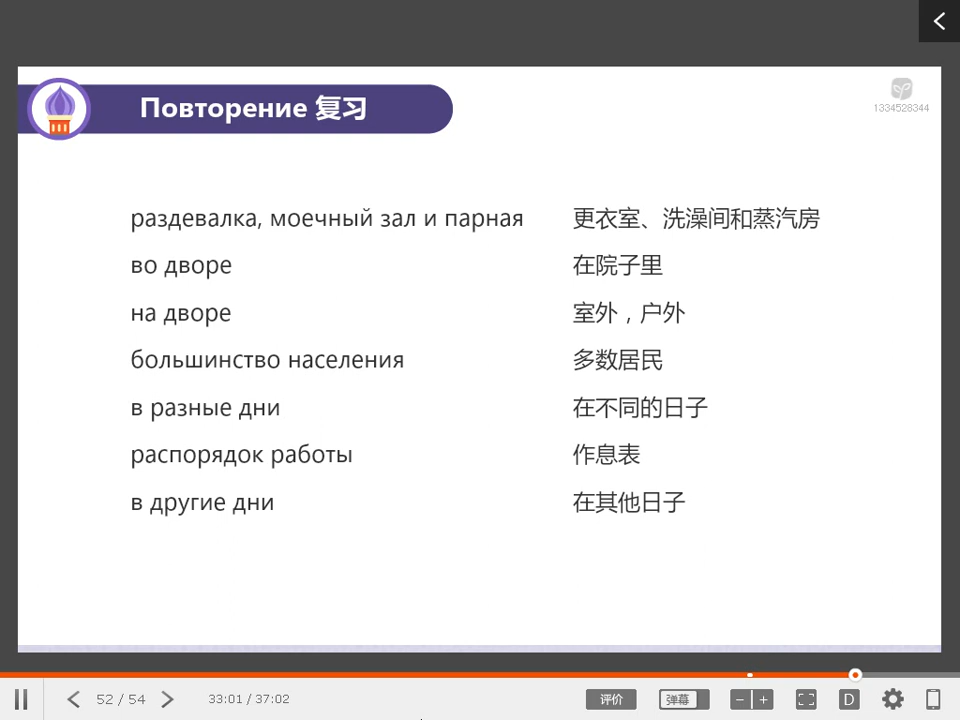 Повторение 复习
1334528344
раздевалка, моечный зал и парная 更衣室、洗澡间和蒸汽房
во дворе 在院子里
на дворе 室外，户外
большинство населения 多数居民
в разные дни 在不同的日子
распорядок работы 作息表
в другие дни 在其他日子
52 / 54 33:01 / 37:02 评价 弹幕 D